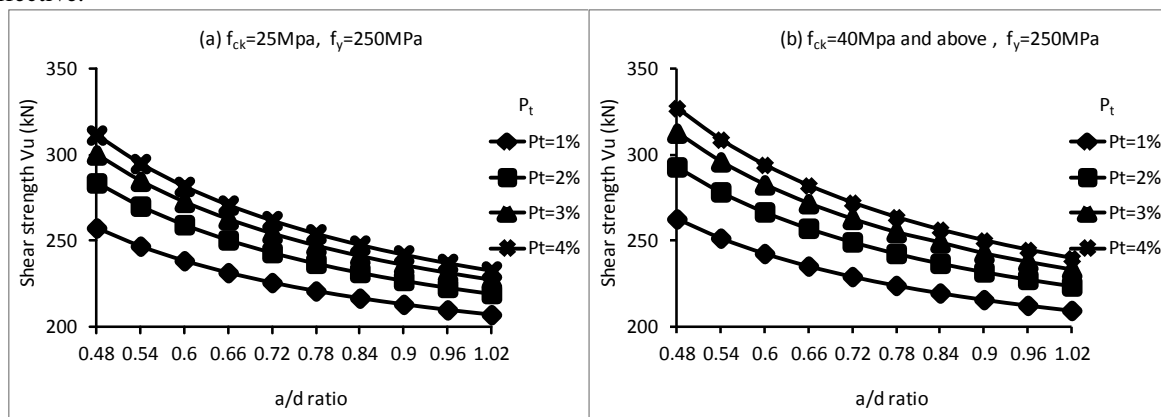 (a) fck=25Mpa, fy=250MPa
350
300
250
200
Shear strength Vu (kN)
0.48 0.54 0.6 0.66 0.72 0.78 0.84 0.9 0.96 1.02
a/d ratio
Pt
Pt=1%
Pt=2%
Pt=3%
Pt=4%
(b) fck=40Mpa and above , fy=250MPa
350
300
250
200
Shear strength Vu (kN)
0.48 0.54 0.6 0.66 0.72 0.78 0.84 0.9 0.96 1.02
a/d ratio
Pt
Pt=1%
Pt=2%
Pt=3%
Pt=4%